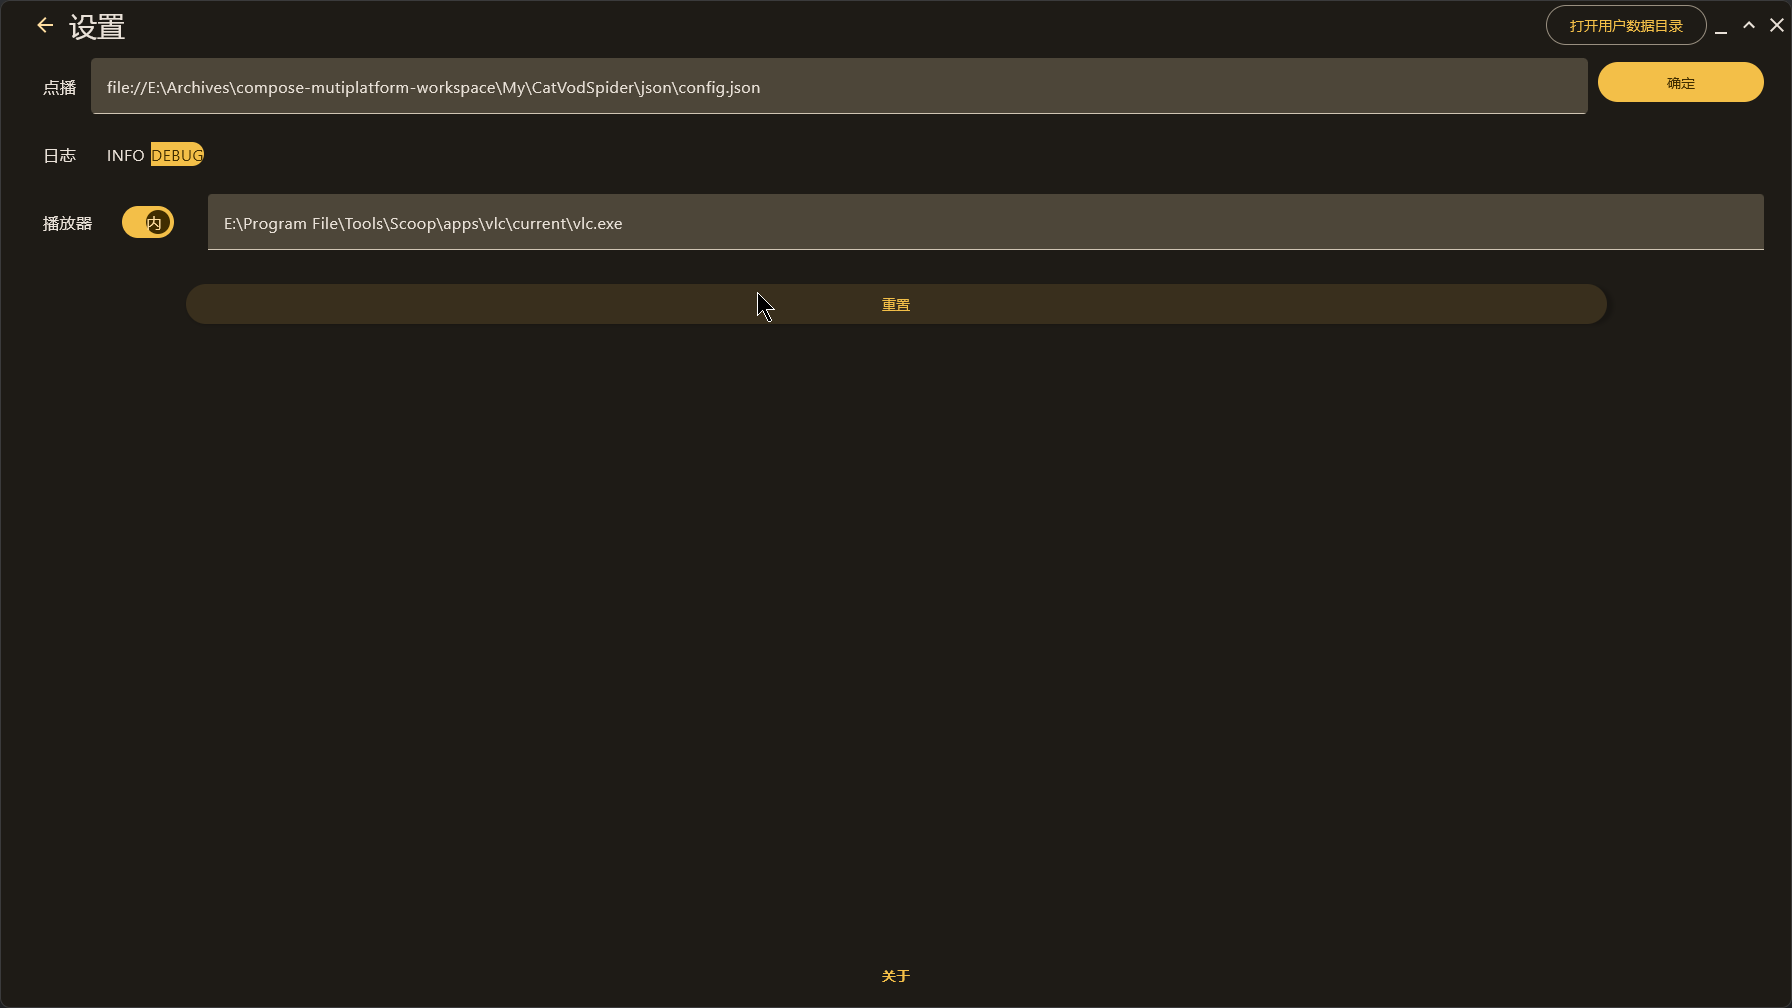 设置
打开用户数据目录
点播 file://E:\Archives\compose-mutiplatform-workspace\My\CatVodSpider\json\config.json 确定
日志 INFO DEBUG
播放器 内 E:\Program File\Tools\Scoop\apps\vlc\current\vlc.exe
重置
关于